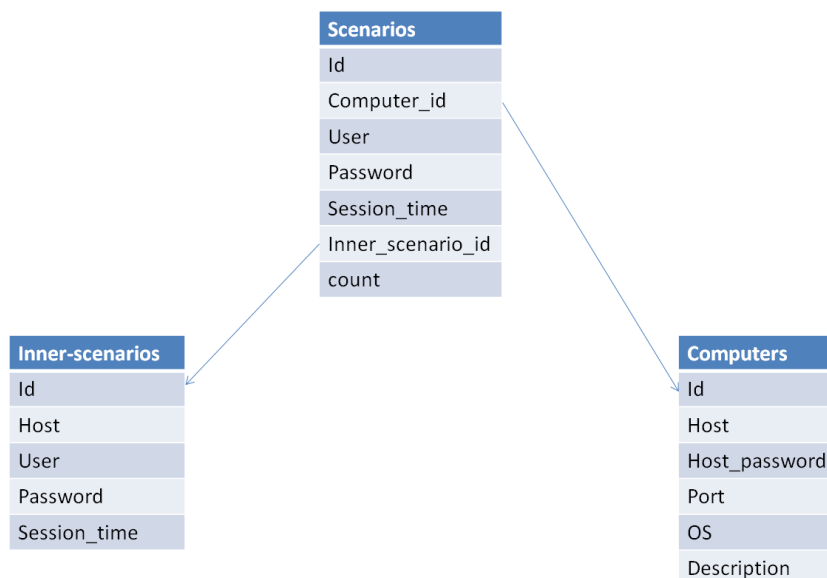 Scenarios
Id
Computer_id
User
Password
Session_time
Inner_scenario_id
count
Inner-scenarios
Id
Host
User
Password
Session_time
Computers
Id
Host
Host_password
Port
OS
Description